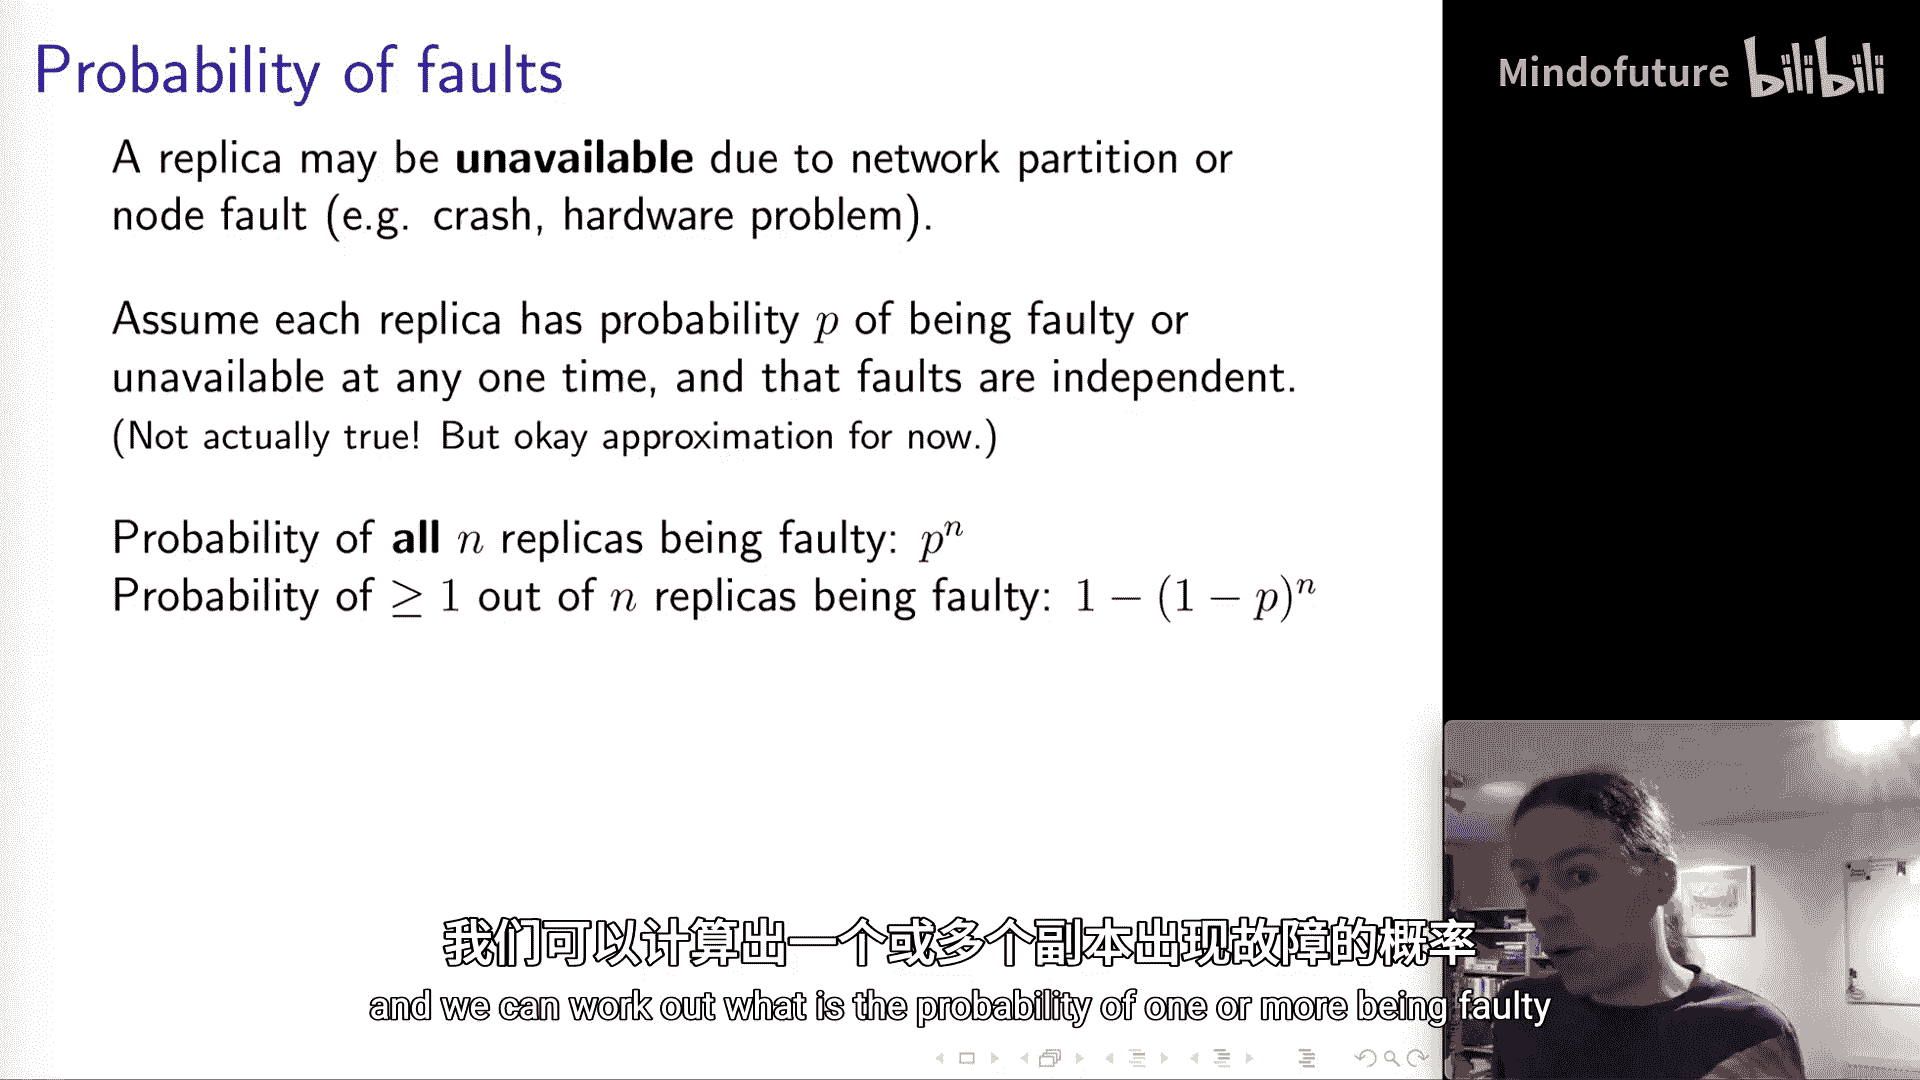 Probability of faults
Mindofuture bilibili
A replica may be unavailable due to network partition or
node fault (e.g. crash, hardware problem).
Assume each replica has probability p of being faulty or
unavailable at any one time, and that faults are independent.
(Not actually true! But okay approximation for now.)
Probability of all n replicas being faulty: pⁿ
Probability of ≥ 1 out of n replicas being faulty: 1 − (1 − p)ⁿ
我们可以计算出一个或多个副本出现故障的概率
and we can work out what is the probability of one or more being faulty